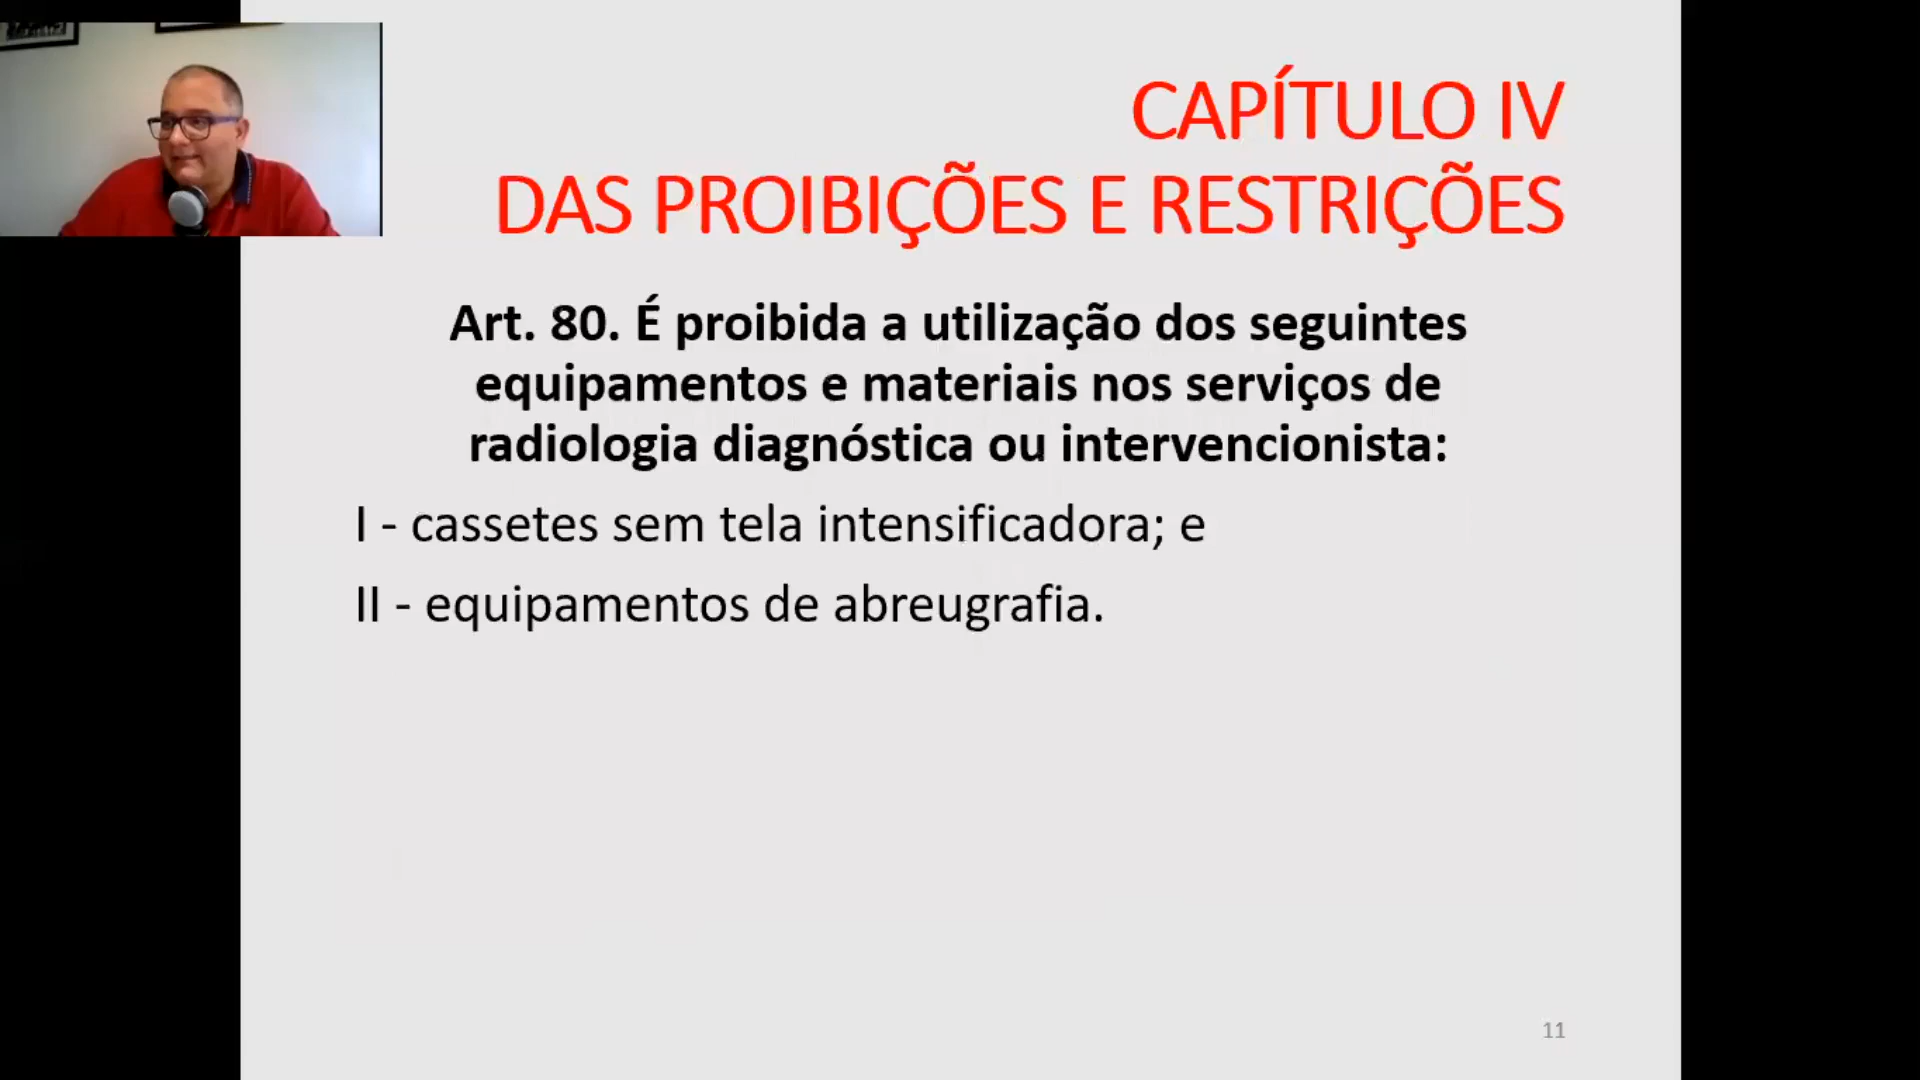 CAPÍTULO IV
DAS PROIBIÇÕES E RESTRIÇÕES
Art. 80. É proibida a utilização dos seguintes
equipamentos e materiais nos serviços de
radiologia diagnóstica ou intervencionista:
I - cassetes sem tela intensificadora; e
II - equipamentos de abreugrafia.
11